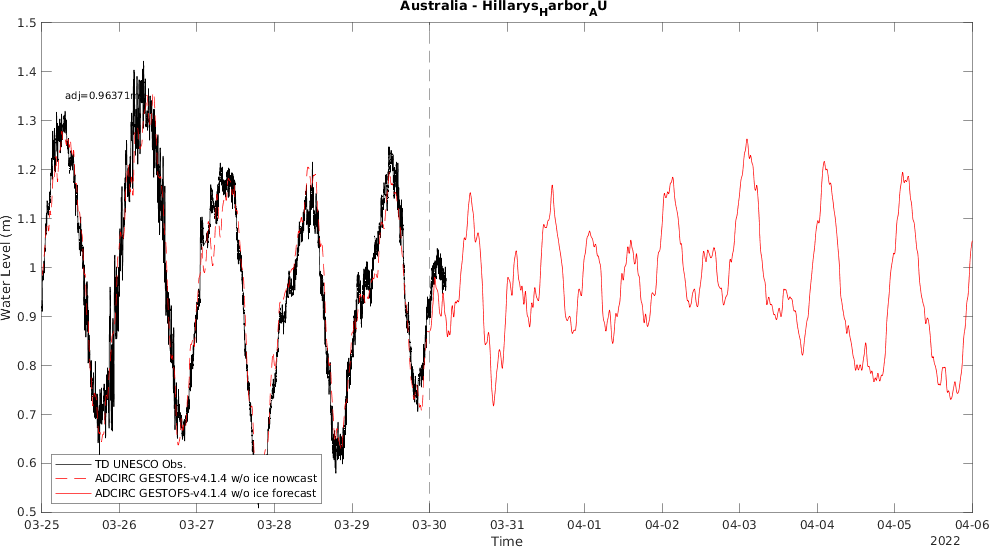 Australia - HillarysHarborAU
1.5
1.4
1.3
1.2
1.1
1
0.9
0.8
0.7
0.6
0.5
Water Level (m)
adj=0.96371m
TD UNESCO Obs.
ADCIRC GESTOFS-v4.1.4 w/o ice nowcast
ADCIRC GESTOFS-v4.1.4 w/o ice forecast
03-25 03-26 03-27 03-28 03-29 03-30 03-31 04-01 04-02 04-03 04-04 04-05 04-06
Time
2022